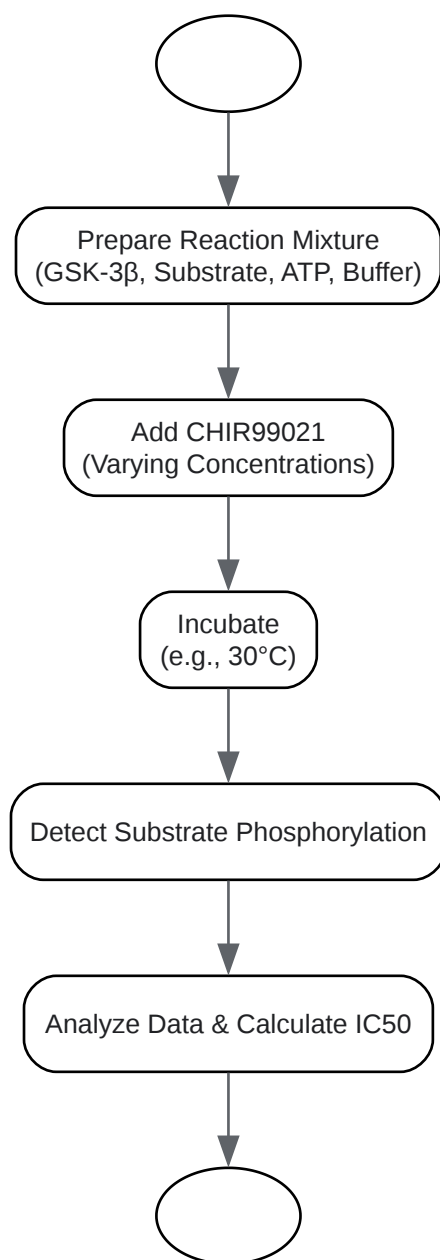 Prepare Reaction Mixture
(GSK-3β, Substrate, ATP, Buffer)
Add CHIR99021
(Varying Concentrations)
Incubate
(e.g., 30°C)
Detect Substrate Phosphorylation
Analyze Data & Calculate IC50